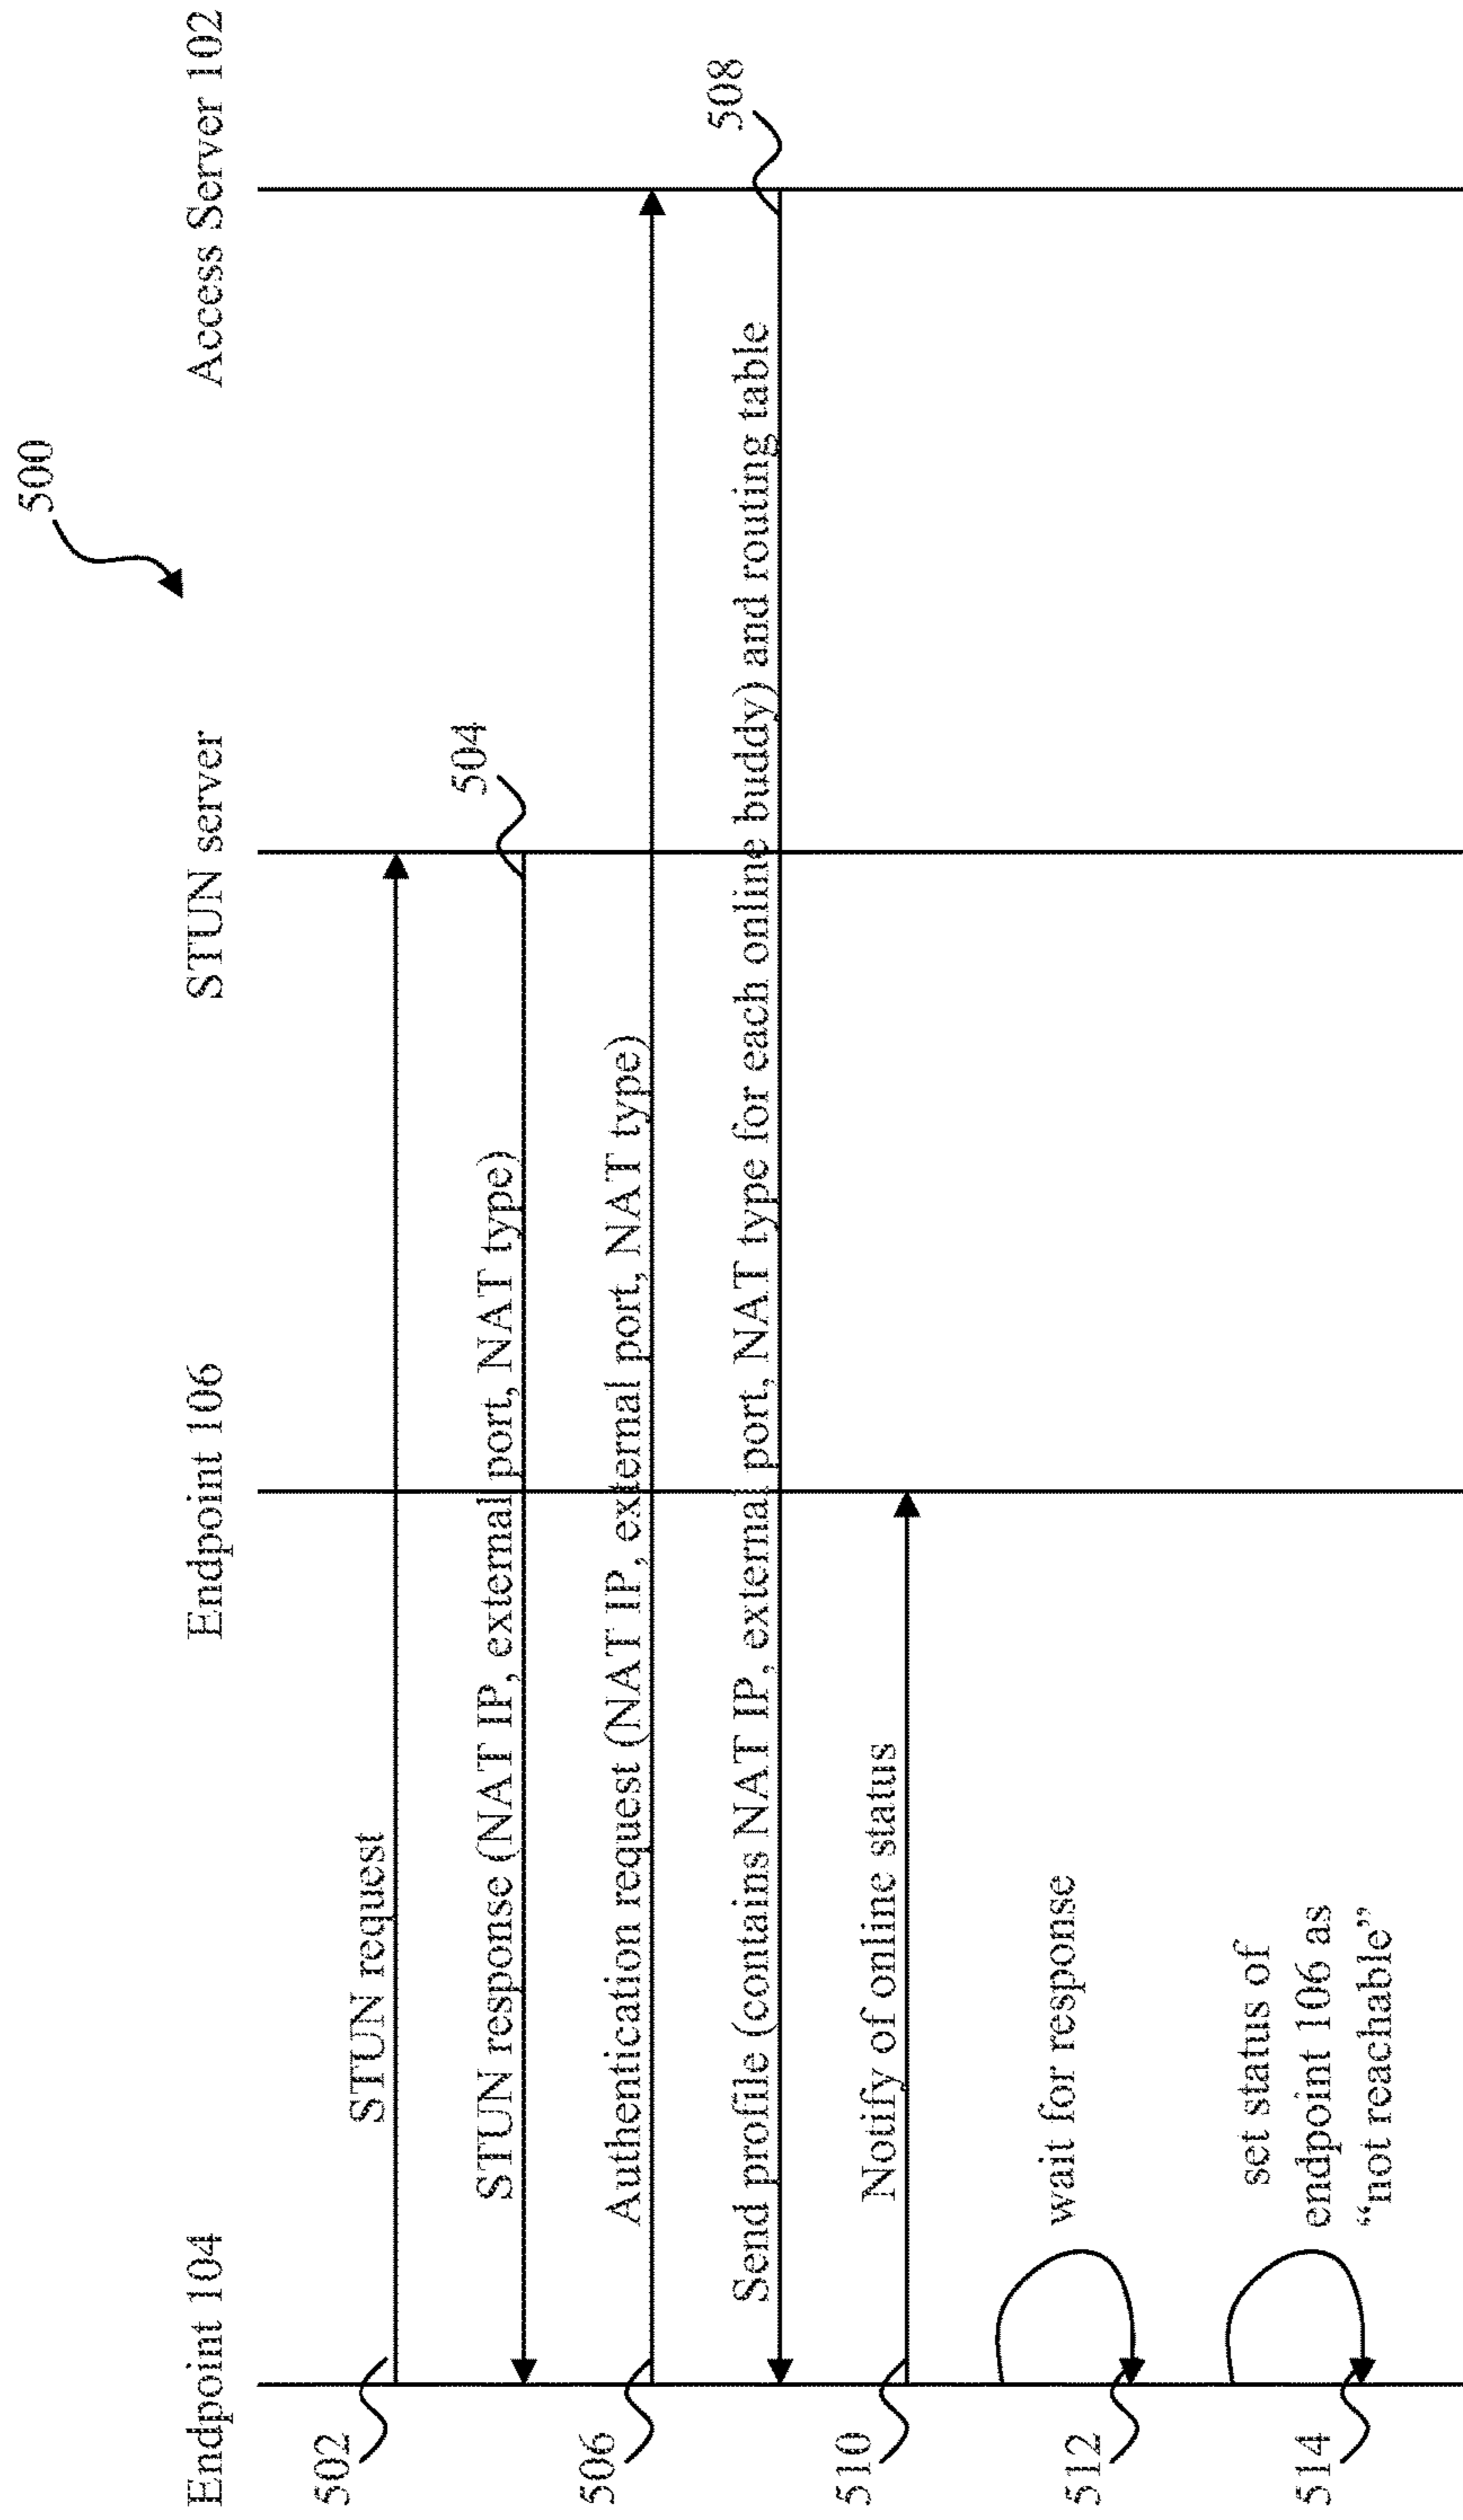 500
Endpoint 104
Endpoint 106
STUN server
Access Server 102
502
STUN request
504
STUN response (NAT IP, external port, NAT type)
506
Authentication request (NAT IP, external port, NAT type)
508
Send profile (contains NAT IP, external port, NAT type for each online buddy) and routing table
510
Notify of online status
512
wait for response
514
set status of
endpoint 106 as
“not reachable”